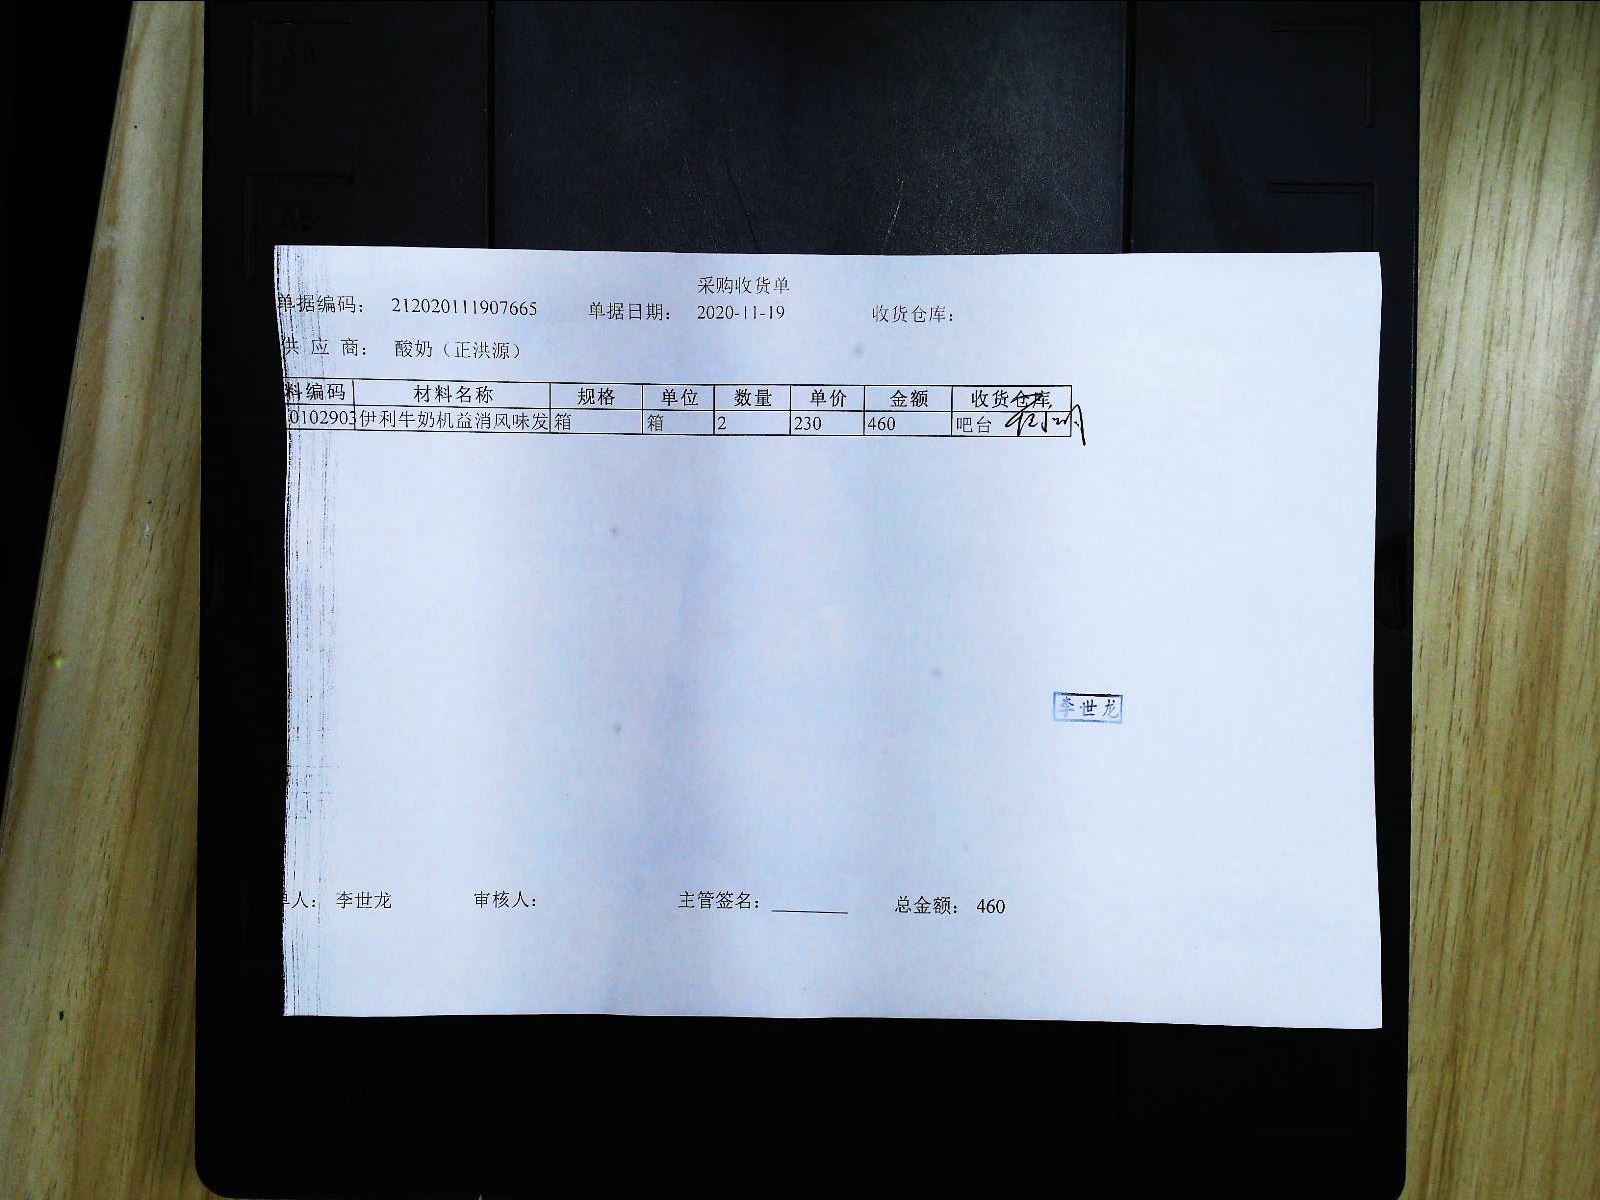 采购收货单
单据编码： 212020111907665 单据日期： 2020-11-19 收货仓库：
供 应 商： 酸奶（正洪源）
料编码 材料名称 规格 单位 数量 单价 金额 收货仓库
0102903 伊利牛奶机益消风味发 箱 箱 2 230 460 吧台
李世龙
单人： 李世龙 审核人： 主管签名： 总金额： 460